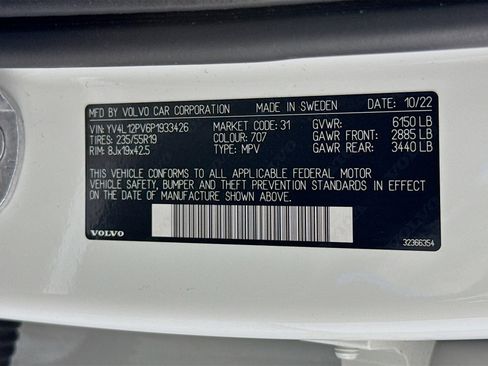 MFD BY VOLVO CAR CORPORATION MADE IN SWEDEN DATE: 10/22
VIN: YV4L12PV6P1933426 MARKET CODE: 31 GVWR: 6150 LB
TIRES: 235/55R19 COLOUR: 707 GAWR FRONT: 2885 LB
RIM: 8Jx19x42.5 TYPE: MPV GAWR REAR: 3440 LB
THIS VEHICLE CONFORMS TO ALL APPLICABLE FEDERAL MOTOR
VEHICLE SAFETY, BUMPER AND THEFT PREVENTION STANDARDS IN EFFECT
ON THE DATE OF MANUFACTURE SHOWN ABOVE.
VOLVO 32366354